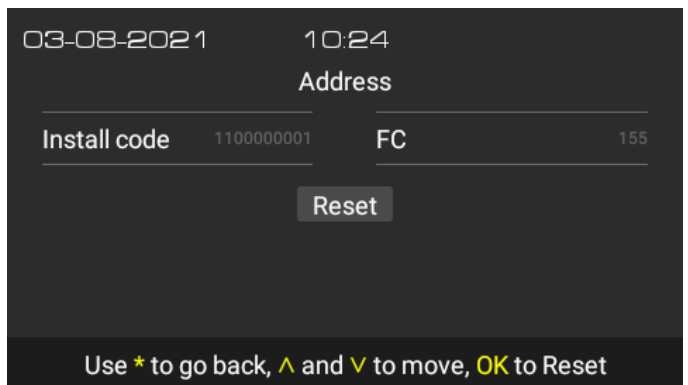 03-08-2021 10:24
Address
Install code 1100000001 FC 155
Reset
Use * to go back, ∧ and ∨ to move, OK to Reset